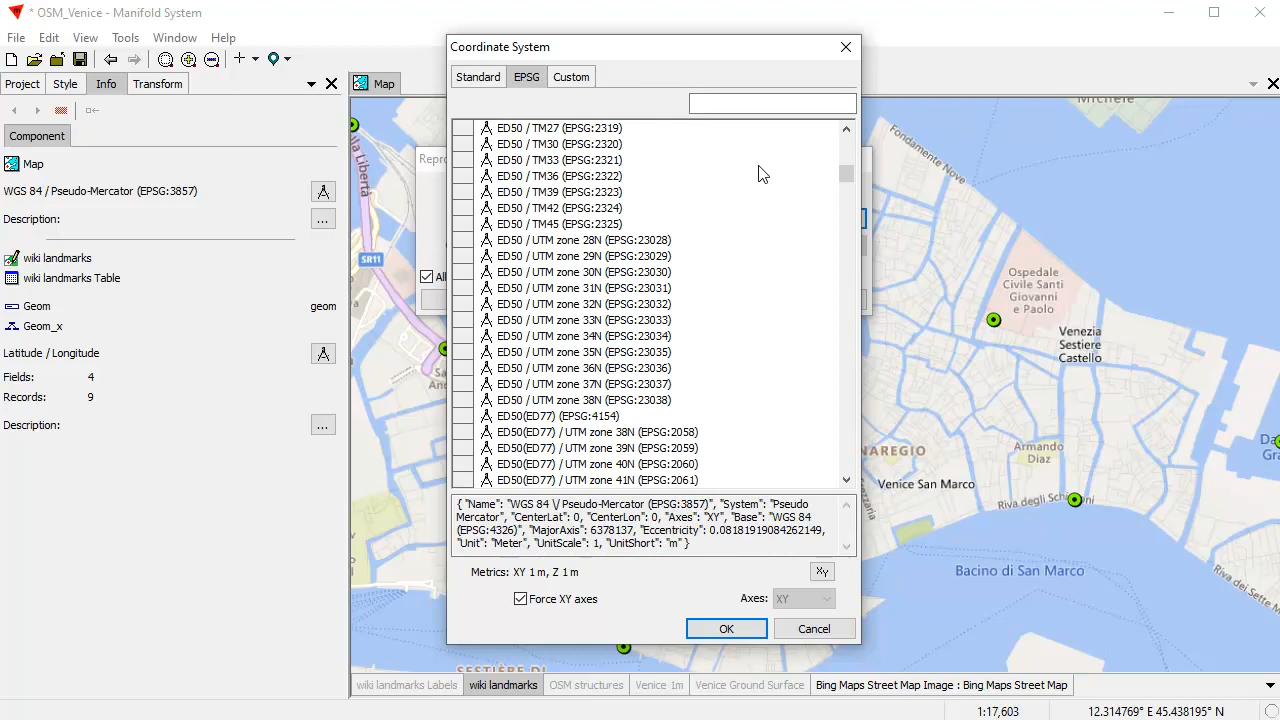 * OSM_Venice - Manifold System
File Edit View Tools Window Help
Project Style Info Transform
Component
Map
WGS 84 / Pseudo-Mercator (EPSG:3857)
Description:
...
wiki landmarks
wiki landmarks Table
Geom geom
Geom_x
Latitude / Longitude
Fields: 4
Records: 9
Description:
...
Map
Coordinate System
Standard EPSG Custom
ED50 / TM27 (EPSG:2319)
ED50 / TM30 (EPSG:2320)
ED50 / TM33 (EPSG:2321)
ED50 / TM36 (EPSG:2322)
ED50 / TM39 (EPSG:2323)
ED50 / TM42 (EPSG:2324)
ED50 / TM45 (EPSG:2325)
ED50 / UTM zone 28N (EPSG:23028)
ED50 / UTM zone 29N (EPSG:23029)
ED50 / UTM zone 30N (EPSG:23030)
ED50 / UTM zone 31N (EPSG:23031)
ED50 / UTM zone 32N (EPSG:23032)
ED50 / UTM zone 33N (EPSG:23033)
ED50 / UTM zone 34N (EPSG:23034)
ED50 / UTM zone 35N (EPSG:23035)
ED50 / UTM zone 36N (EPSG:23036)
ED50 / UTM zone 37N (EPSG:23037)
ED50 / UTM zone 38N (EPSG:23038)
ED50(ED77) (EPSG:4154)
ED50(ED77) / UTM zone 38N (EPSG:2058)
ED50(ED77) / UTM zone 39N (EPSG:2059)
ED50(ED77) / UTM zone 40N (EPSG:2060)
ED50(ED77) / UTM zone 41N (EPSG:2061)
{ "Name": "WGS 84 \/ Pseudo-Mercator (EPSG:3857)", "System": "Pseudo
Mercator", "CenterLat": 0, "CenterLon": 0, "Axes": "XY", "Base": "WGS 84
(EPSG:4326)", "MajorAxis": 6378137, "Eccentricity": 0.08181919084262149,
"Unit": "Meter", "UnitScale": 1, "UnitShort": "m" }
Metrics: XY 1 m, Z 1 m
XY
Force XY axes
Axes: XY
OK Cancel
Repro
All
SR11
Libertà
Fondamente Nove
Ospedale
Civile Santi
Giovanni
e Paolo
Venezia
Sestiere
Castello
Armando
Diaz
NAREGIO
Venice San Marco
Riva degli
Bacino di San Marco
Riva dei Sette
SESTIÈRE DI
wiki landmarks Labels wiki landmarks OSM structures Venice 1m Venice Ground Surface Bing Maps Street Map Image : Bing Maps Street Map
1:17,603 12.314769° E 45.438195° N